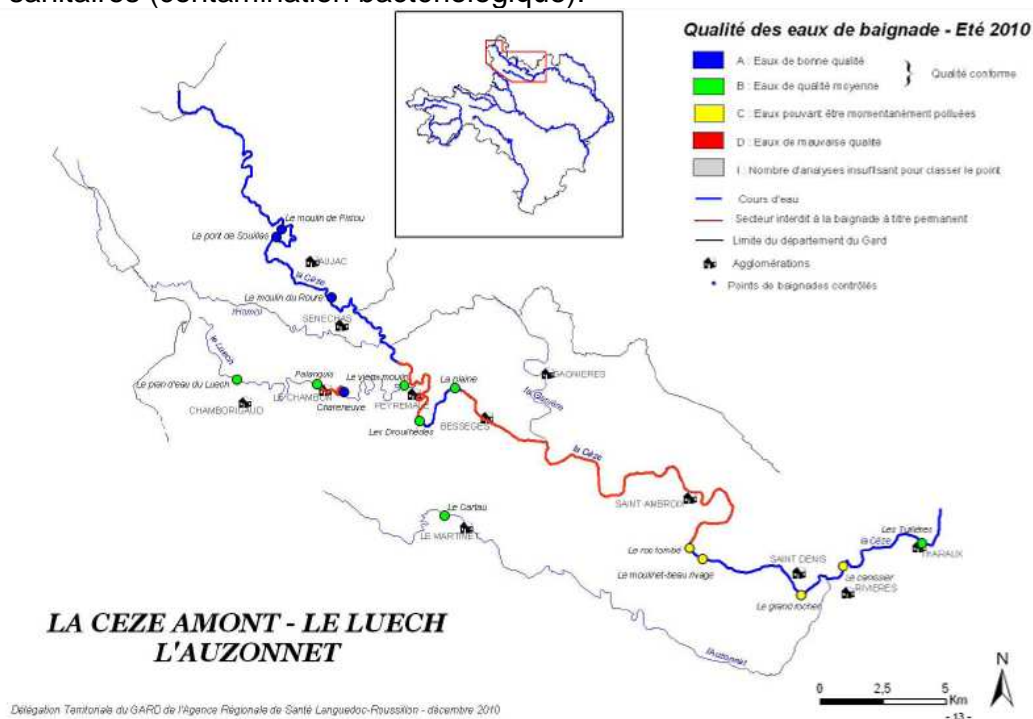 sanitaires (contamination bactériologique).
Qualité des eaux de baignade - Eté 2010
A : Eaux de bonne qualité
B : Eaux de qualité moyenne
Qualité conforme
C : Eaux pouvant être momentanément polluées
D : Eaux de mauvaise qualité
I : Nombre d'analyses insuffisant pour classer le point
Cours d'eau
Secteur interdit à la baignade à titre permanent
Limite du département du Gard
Agglomérations
Points de baignades contrôlés
Le moulin de Pistou
Le pont de Souillas
AUJAC
la Cèze
Le moulin du Roure
l'Homol
SENECHAS
le Luech
Le plan d'eau du Luech
CHAMBORIGAUD
Palanquis
LE CHAMBON
Chareneuve
Le vieux moulin
PEYREMALE
Les Drouilhèdes
La plaine
BESSEGES
GAGNIERES
la Ganière
la Cèze
SAINT-AMBROIX
Le Cartau
LE MARTINET
Le roc tombé
Le moulinet-beau rivage
SAINT DENIS
Le grand rocher
Le canoisier
RIVIERES
Les Tuilères
la Cèze
THARAUX
l'Auzonnet
LA CEZE AMONT - LE LUECH
L'AUZONNET
N
0 2,5 5
Km
Délégation Territoriale du GARD de l'Agence Régionale de Santé Languedoc-Roussillon - décembre 2010
- 13 -